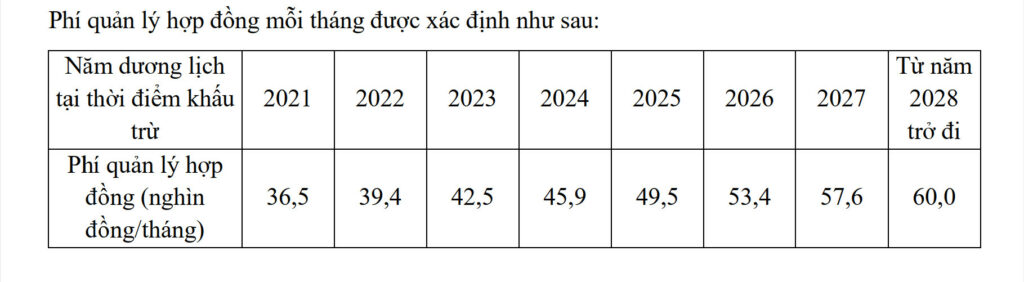 Phí quản lý hợp đồng mỗi tháng được xác định như sau:
Năm dương lịch
tại thời điểm khấu
trừ
2021
2022
2023
2024
2025
2026
2027
Từ năm
2028
trở đi
Phí quản lý hợp
đồng (nghìn
đồng/tháng)
36,5
39,4
42,5
45,9
49,5
53,4
57,6
60,0